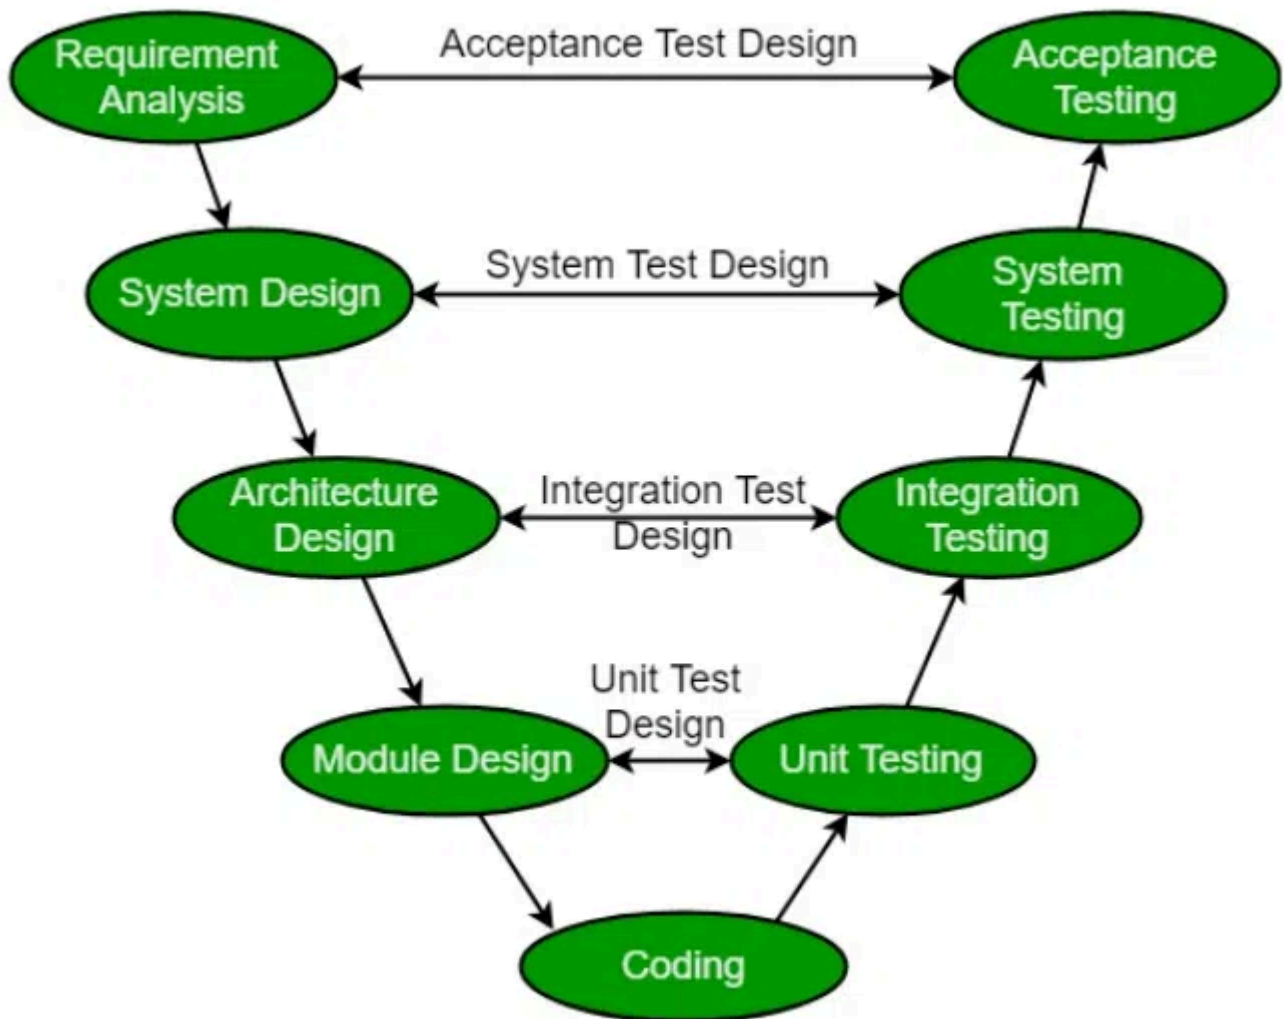 Requirement
Analysis
Acceptance Test Design
Acceptance
Testing
System Design
System Test Design
System
Testing
Architecture
Design
Integration Test
Design
Integration
Testing
Module Design
Unit Test
Design
Unit Testing
Coding